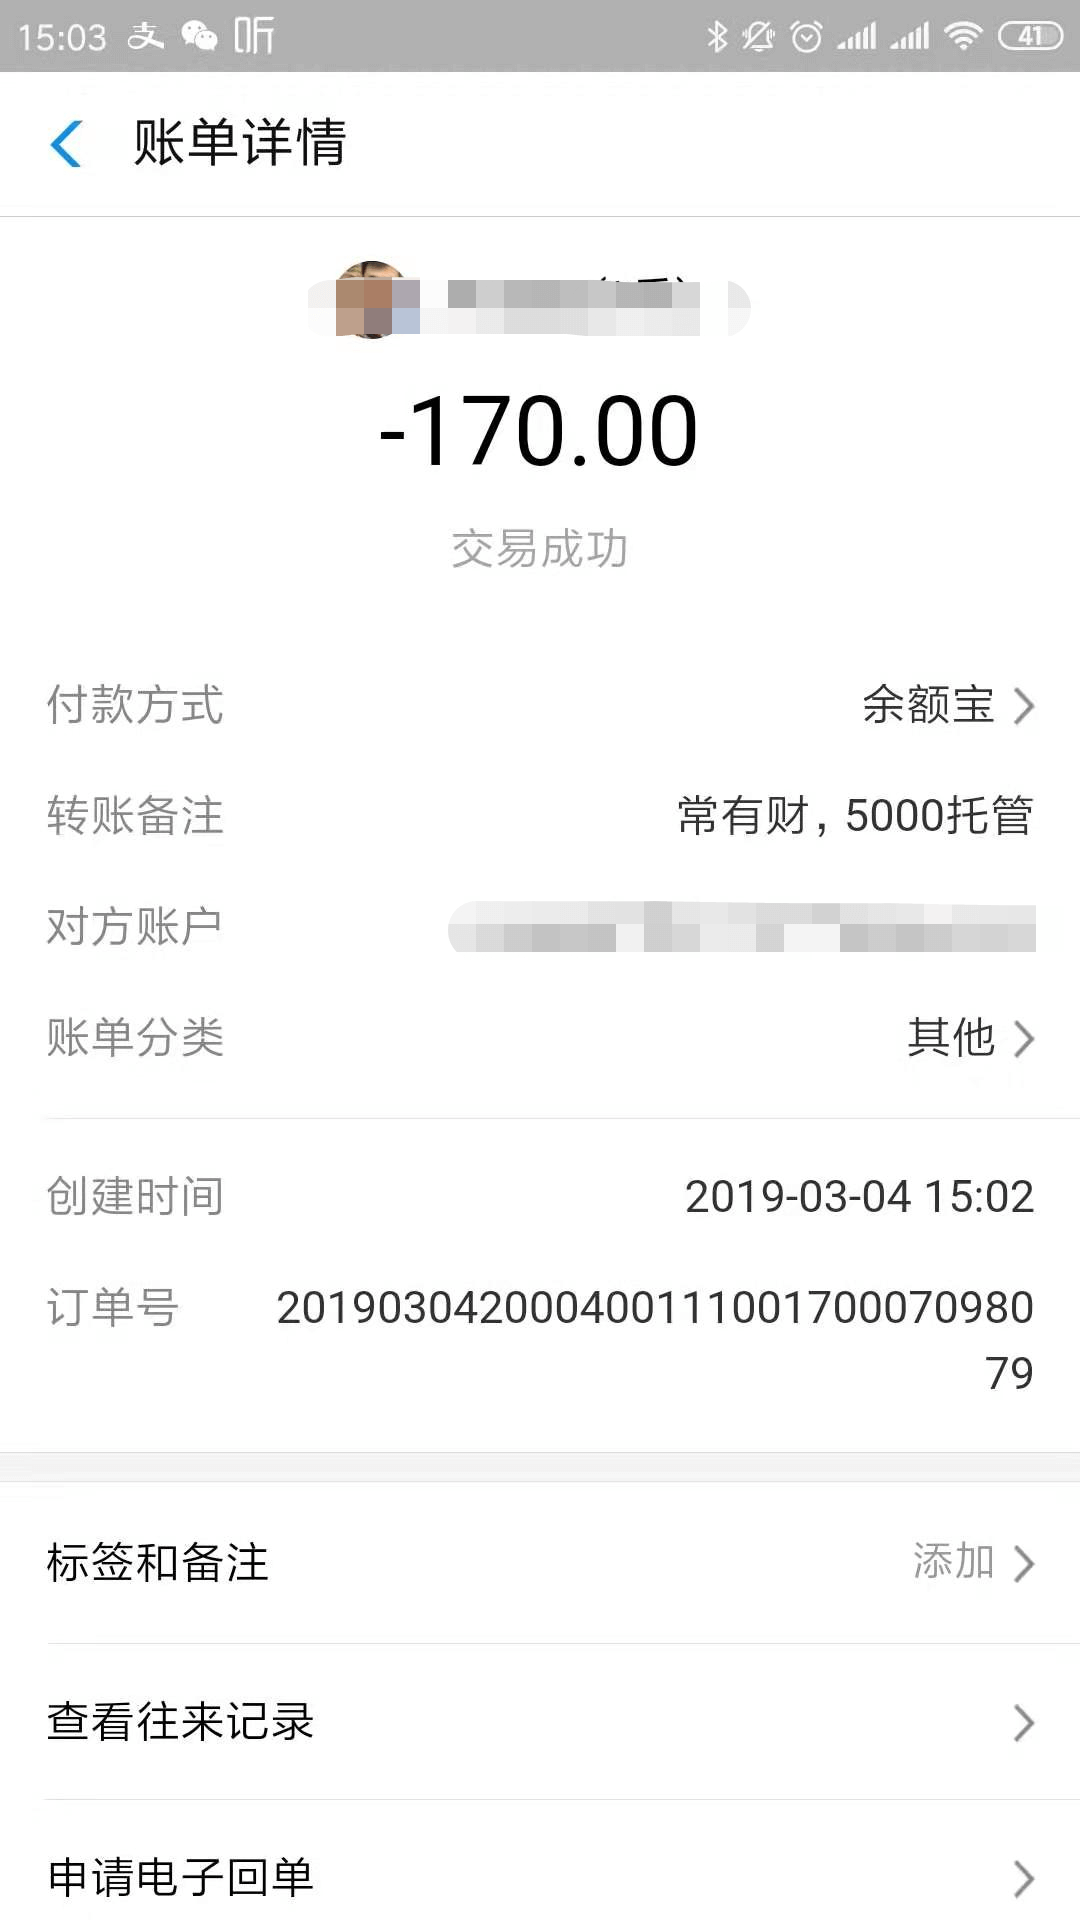 15:03 支 听 41
账单详情
-170.00
交易成功
付款方式 余额宝
转账备注 常有财，5000托管
对方账户
账单分类 其他
创建时间 2019-03-04 15:02
订单号 201903042000400111001700070980
79
标签和备注 添加
查看往来记录
申请电子回单